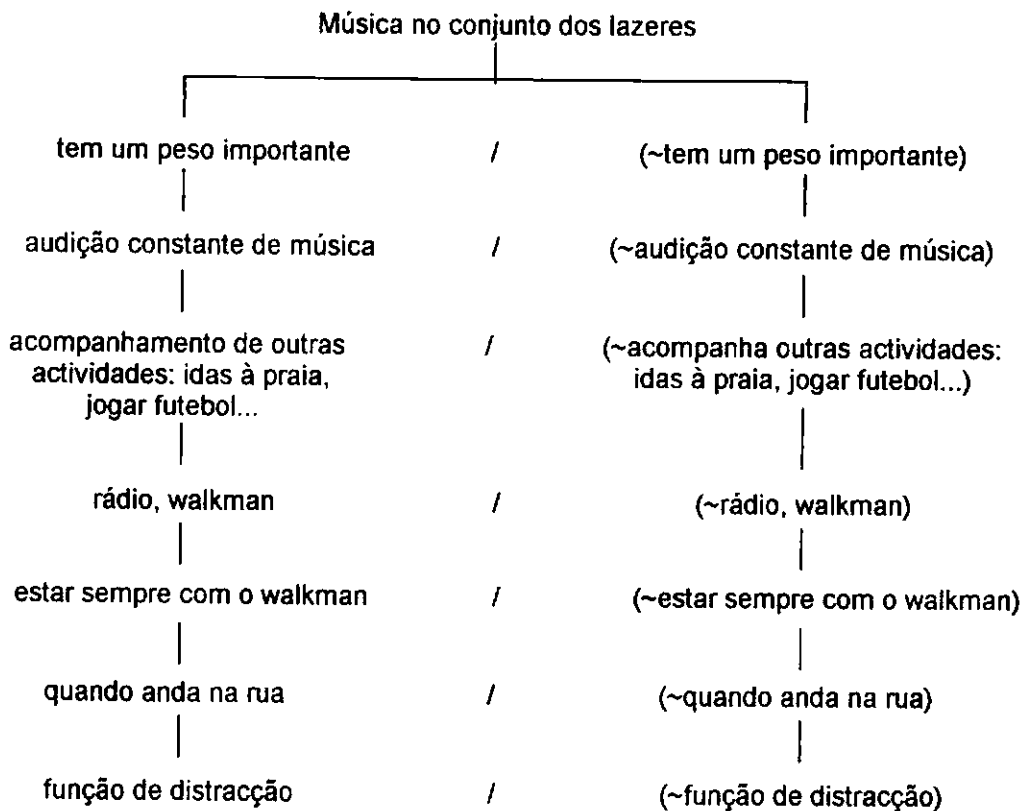 Música no conjunto dos lazeres
tem um peso importante / (~tem um peso importante)
audição constante de música / (~audição constante de música)
acompanhamento de outras / (~acompanha outras actividades:
actividades: idas à praia, idas à praia, jogar futebol...)
jogar futebol...
rádio, walkman / (~rádio, walkman)
estar sempre com o walkman / (~estar sempre com o walkman)
quando anda na rua / (~quando anda na rua)
função de distracção / (~função de distracção)